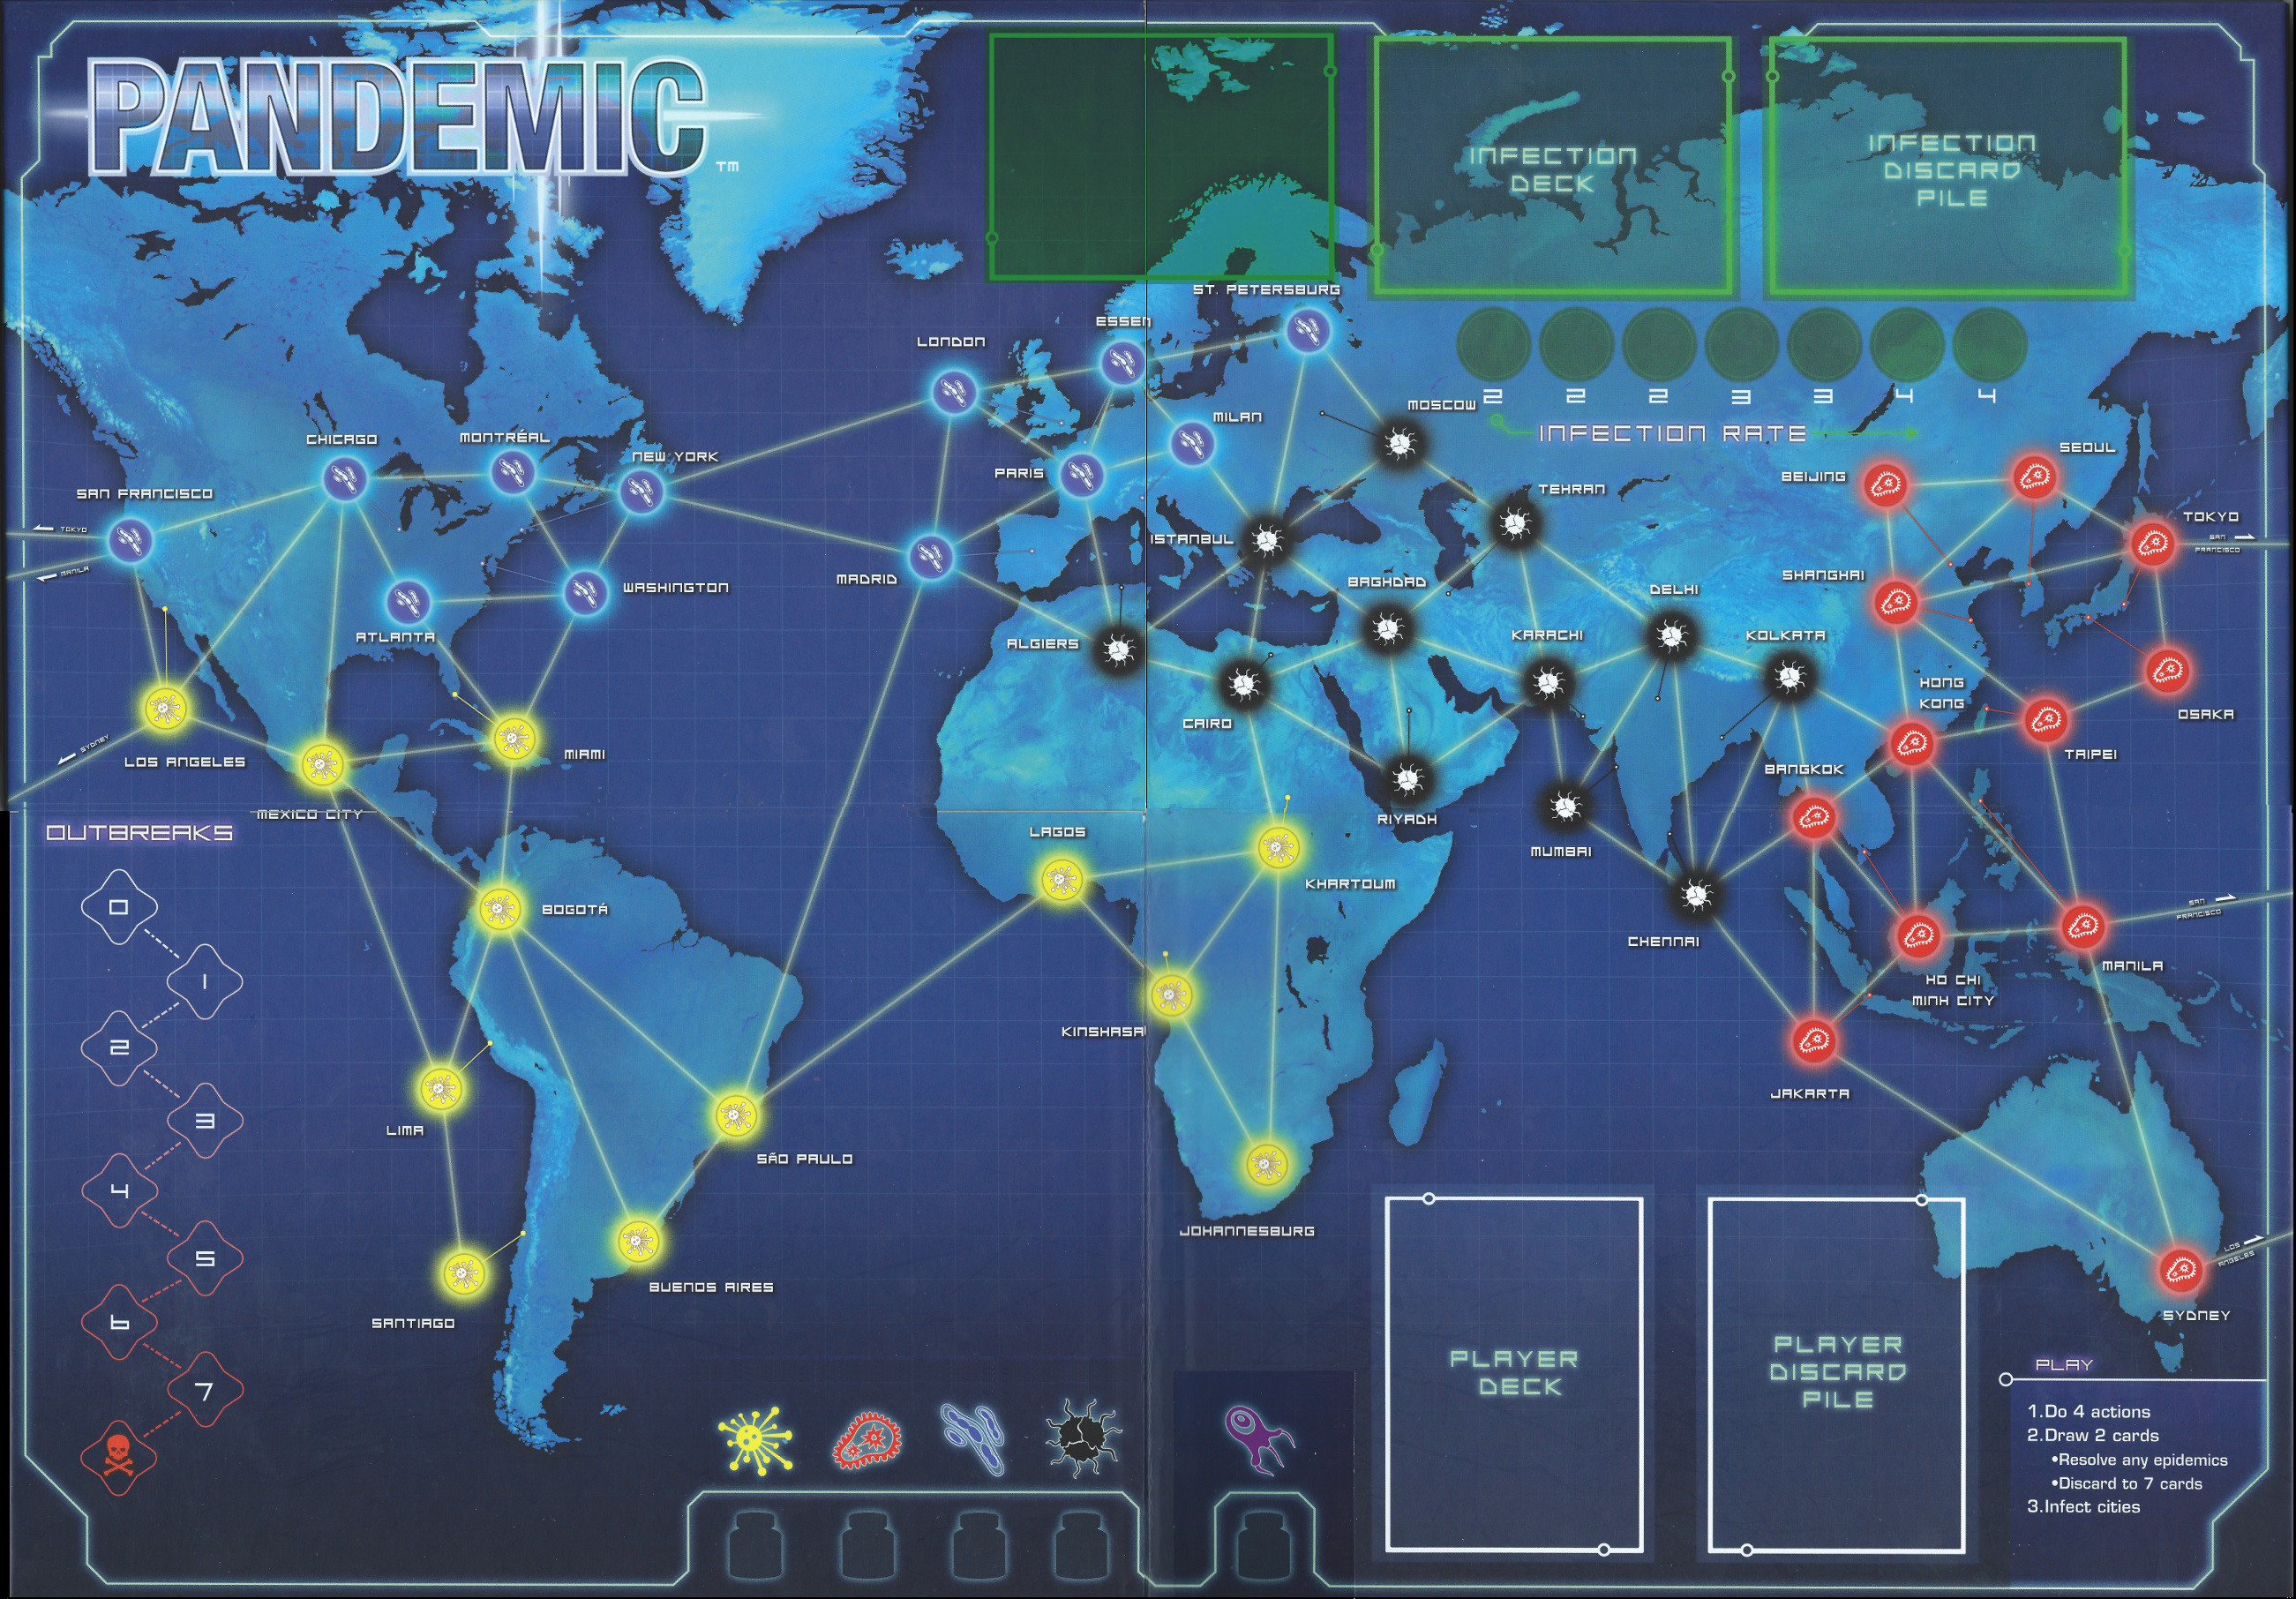 PANDEMIC™
INFECTION
DECK
INFECTION
DISCARD
PILE
2
2
2
3
3
4
4
INFECTION RATE
ST. PETERSBURG
ESSEN
LONDON
MOSCOW
MILAN
CHICAGO
MONTRÉAL
NEW YORK
PARIS
TEHRAN
BEIJING
SEOUL
SAN FRANCISCO
TOKYO
TOKYO
SAN
FRANCISCO
ISTANBUL
MANILA
MADRID
WASHINGTON
BAGHDAD
DELHI
SHANGHAI
ATLANTA
ALGIERS
KARACHI
KOLKATA
HONG
KONG
CAIRO
OSAKA
SYDNEY
LOS ANGELES
MIAMI
TAIPEI
BANGKOK
MEXICO CITY
RIYADH
OUTBREAKS
LAGOS
MUMBAI
KHARTOUM
0
BOGOTÁ
SAN
FRANCISCO
CHENNAI
MANILA
1
HO CHI
MINH CITY
2
KINSHASA
JAKARTA
3
LIMA
SÃO PAULO
4
JOHANNESBURG
5
LOS
ANGELES
BUENOS AIRES
6
SANTIAGO
SYDNEY
7
PLAYER
DECK
PLAYER
DISCARD
PILE
PLAY
1.Do 4 actions
2.Draw 2 cards
•Resolve any epidemics
•Discard to 7 cards
3.Infect cities